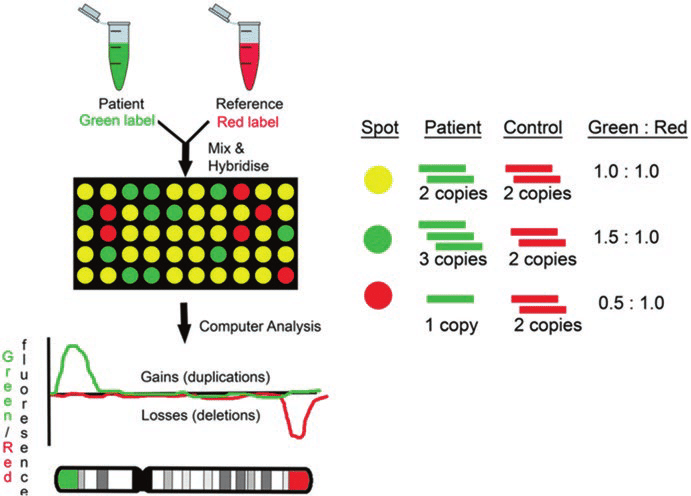 Patient
Green label
Reference
Red label
Mix &
Hybridise
Computer Analysis
Green/Red
fluoresence
Gains (duplications)
Losses (deletions)
Spot Patient Control Green : Red
2 copies 2 copies 1.0 : 1.0
3 copies 2 copies 1.5 : 1.0
1 copy 2 copies 0.5 : 1.0